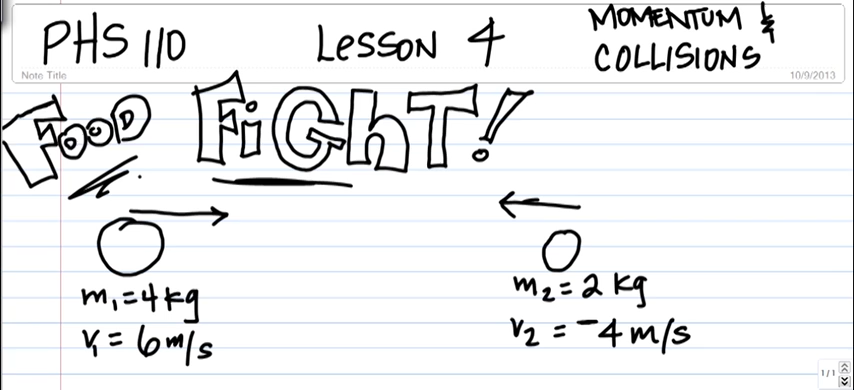 PHS 110 LESSON 4 MOMENTUM &
COLLISIONS
Note Title 10/9/2013
FOOD FiGhT!
m₁=4kg
v₁= 6m/s
m₂=2 kg
v₂ = ⁻4 m/s
1/1